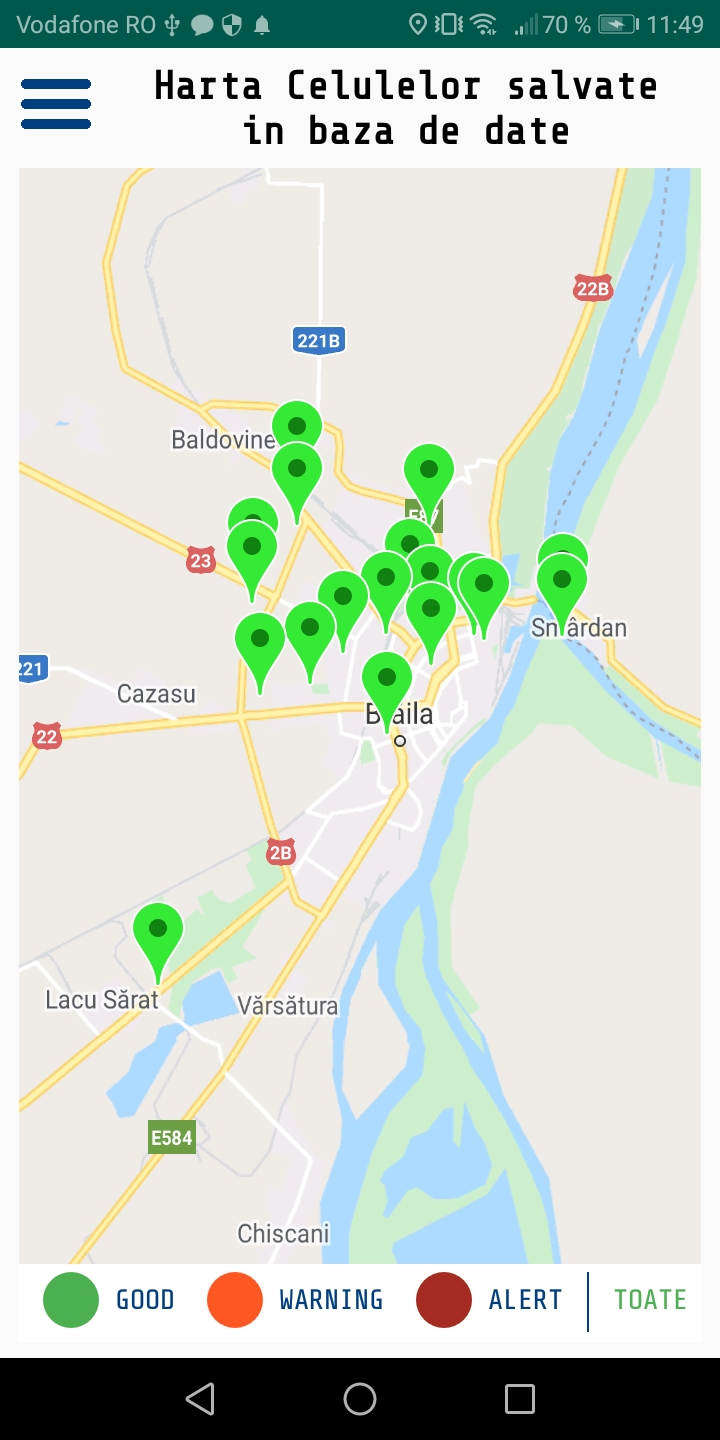 Vodafone RO
70 %
11:49
Harta Celulelor salvate
in baza de date
22B
221B
Baldovine
E87
23
Smârdan
221
Cazasu
22
Brăila
2B
Lacu Sărat
Vărsătura
E584
Chiscani
GOOD
WARNING
ALERT
TOATE